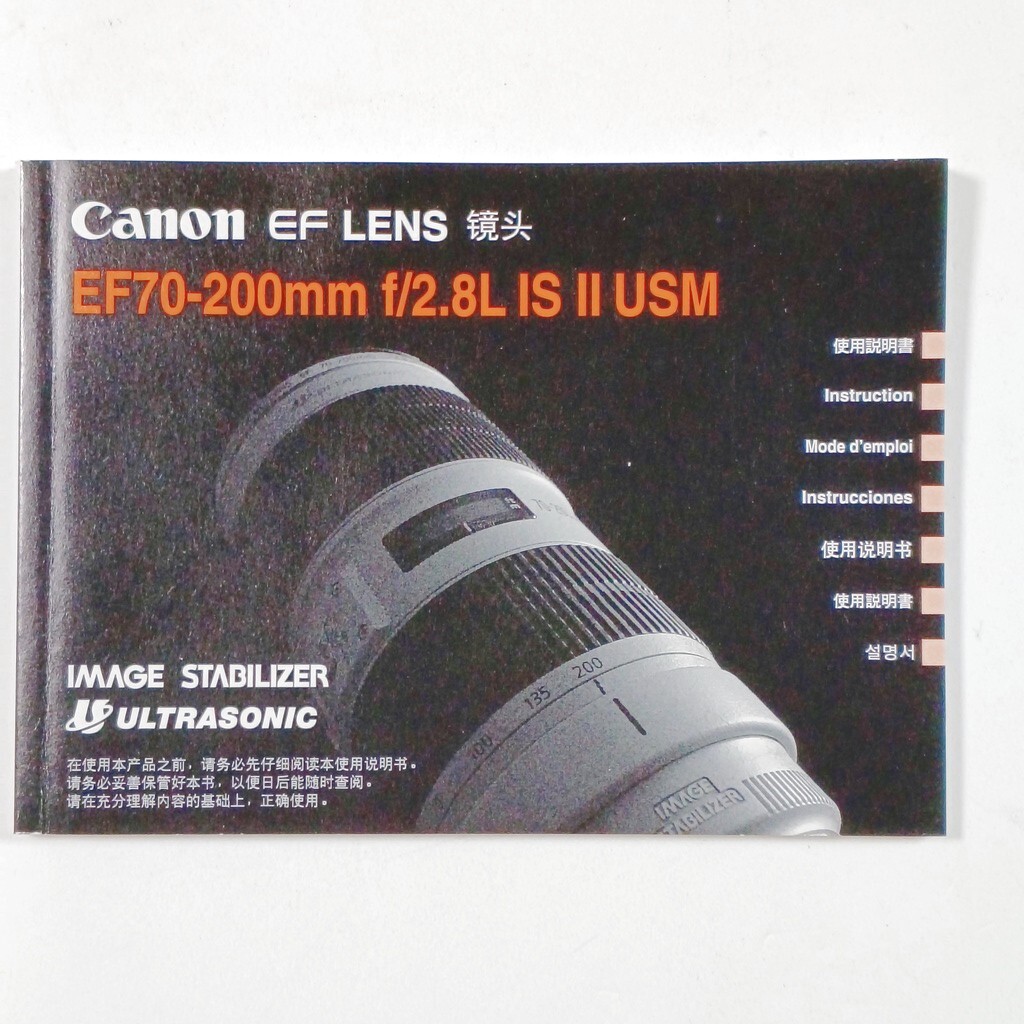 Canon EF LENS 镜头
EF70-200mm f/2.8L IS II USM
使用説明書
Instruction
Mode d'emploi
Instrucciones
使用说明书
使用說明書
설명서
70-200
100 135 200
IMAGE STABILIZER
ULTRASONIC
IMAGE
STABILIZER
在使用本产品之前，请务必先仔细阅读本使用说明书。
请务必妥善保管好本书，以便日后能随时查阅。
请在充分理解内容的基础上，正确使用。